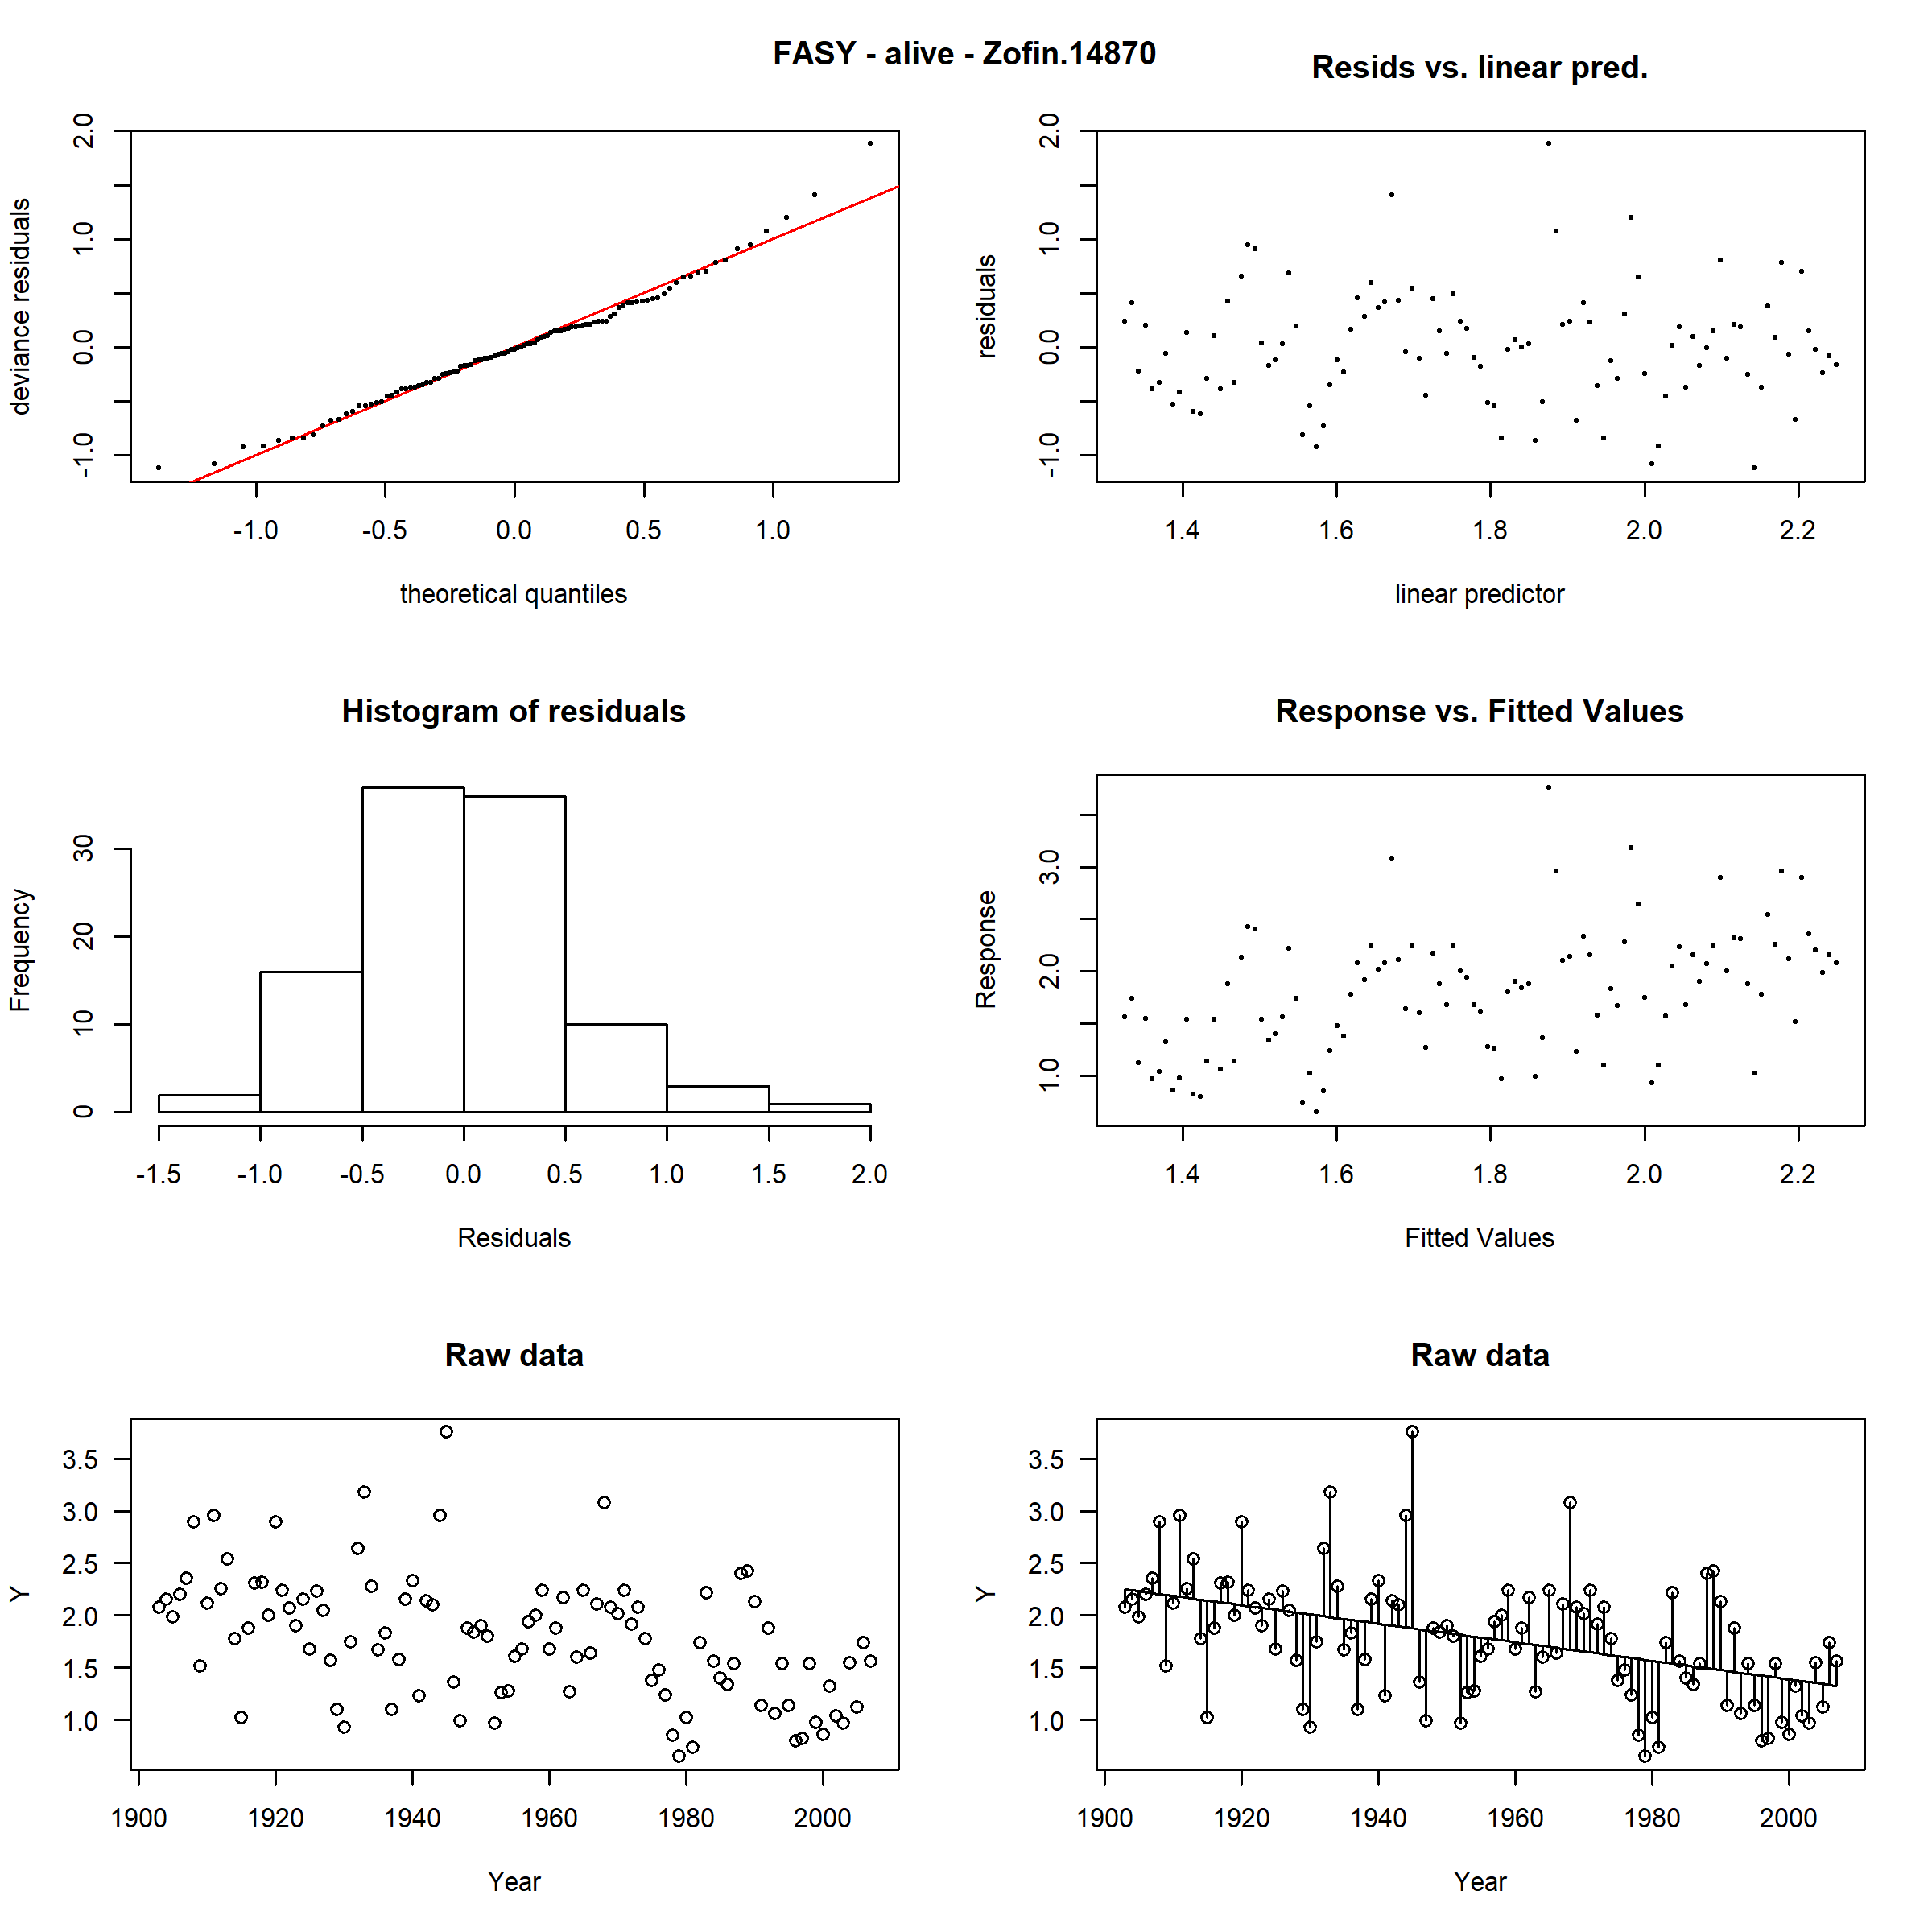 FASY - alive - Zofin.14870
Resids vs. linear pred.
deviance residuals
-1.0 0.0 1.0 2.0
-1.0 -0.5 0.0 0.5 1.0
theoretical quantiles
residuals
-1.0 0.0 1.0 2.0
1.4 1.6 1.8 2.0 2.2
linear predictor
Histogram of residuals
Frequency
0 10 20 30
-1.5 -1.0 -0.5 0.0 0.5 1.0 1.5 2.0
Residuals
Response vs. Fitted Values
Response
1.0 2.0 3.0
1.4 1.6 1.8 2.0 2.2
Fitted Values
Raw data
Y
3.5
3.0
2.5
2.0
1.5
1.0
1900 1920 1940 1960 1980 2000
Year
Raw data
Y
3.5
3.0
2.5
2.0
1.5
1.0
1900 1920 1940 1960 1980 2000
Year